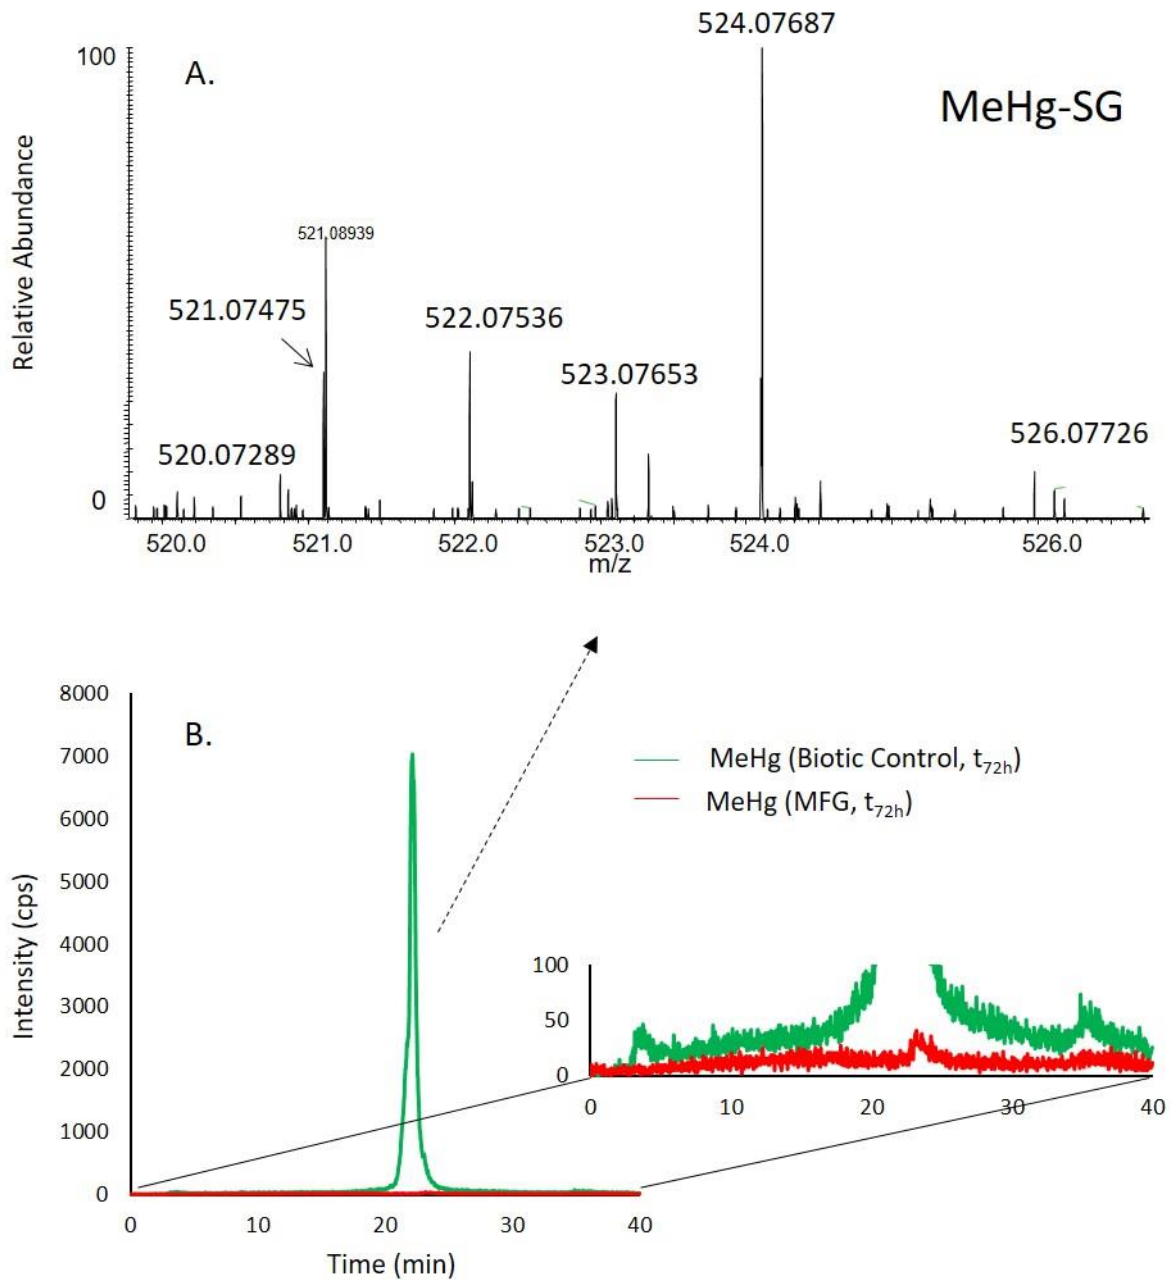 524.07687
100
A.
MeHg-SG
Relative Abundance
521.08939
521.07475
522.07536
523.07653
520.07289
526.07726
0
520.0 521.0 522.0 523.0 524.0 526.0
m/z
8000
B.
7000
MeHg (Biotic Control, t72h)
MeHg (MFG, t72h)
6000
5000
4000
3000
2000
1000
0
Intensity (cps)
100
50
0
0 10 20 30 40
0 10 20 30 40
Time (min)